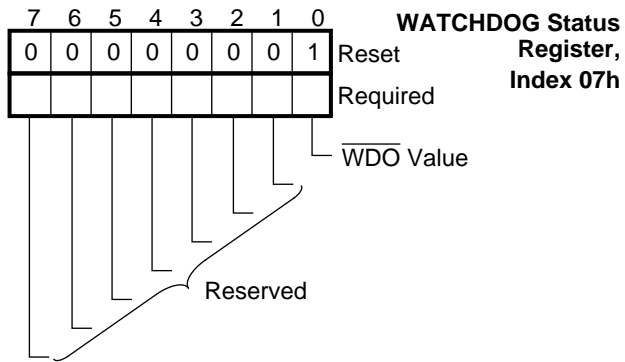 7 6 5 4 3 2 1 0
WATCHDOG Status
Register,
Index 07h
0 0 0 0 0 0 0 1 Reset
Required
WDO Value
Reserved